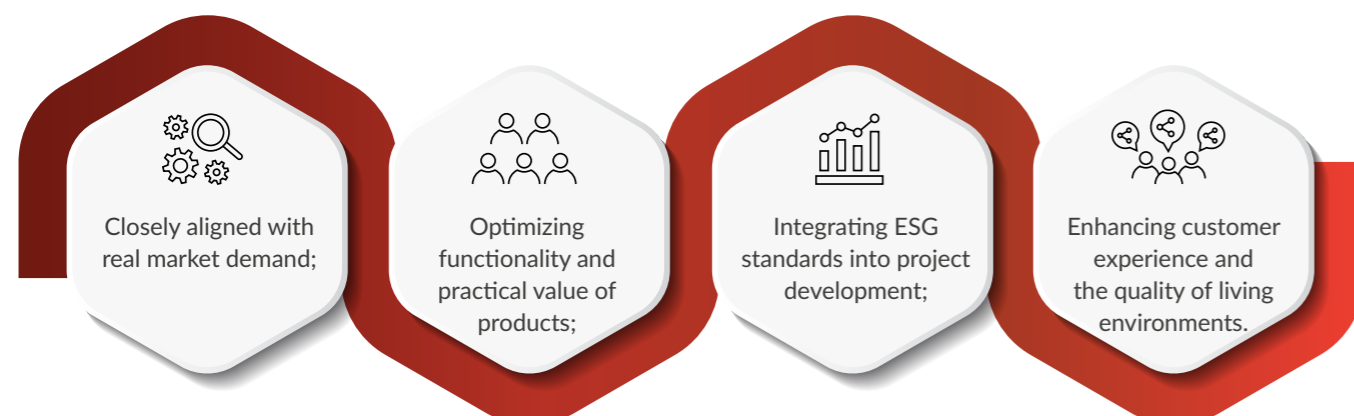 Closely aligned with
real market demand;
Optimizing
functionality and
practical value of
products;
Integrating ESG
standards into project
development;
Enhancing customer
experience and
the quality of living
environments.